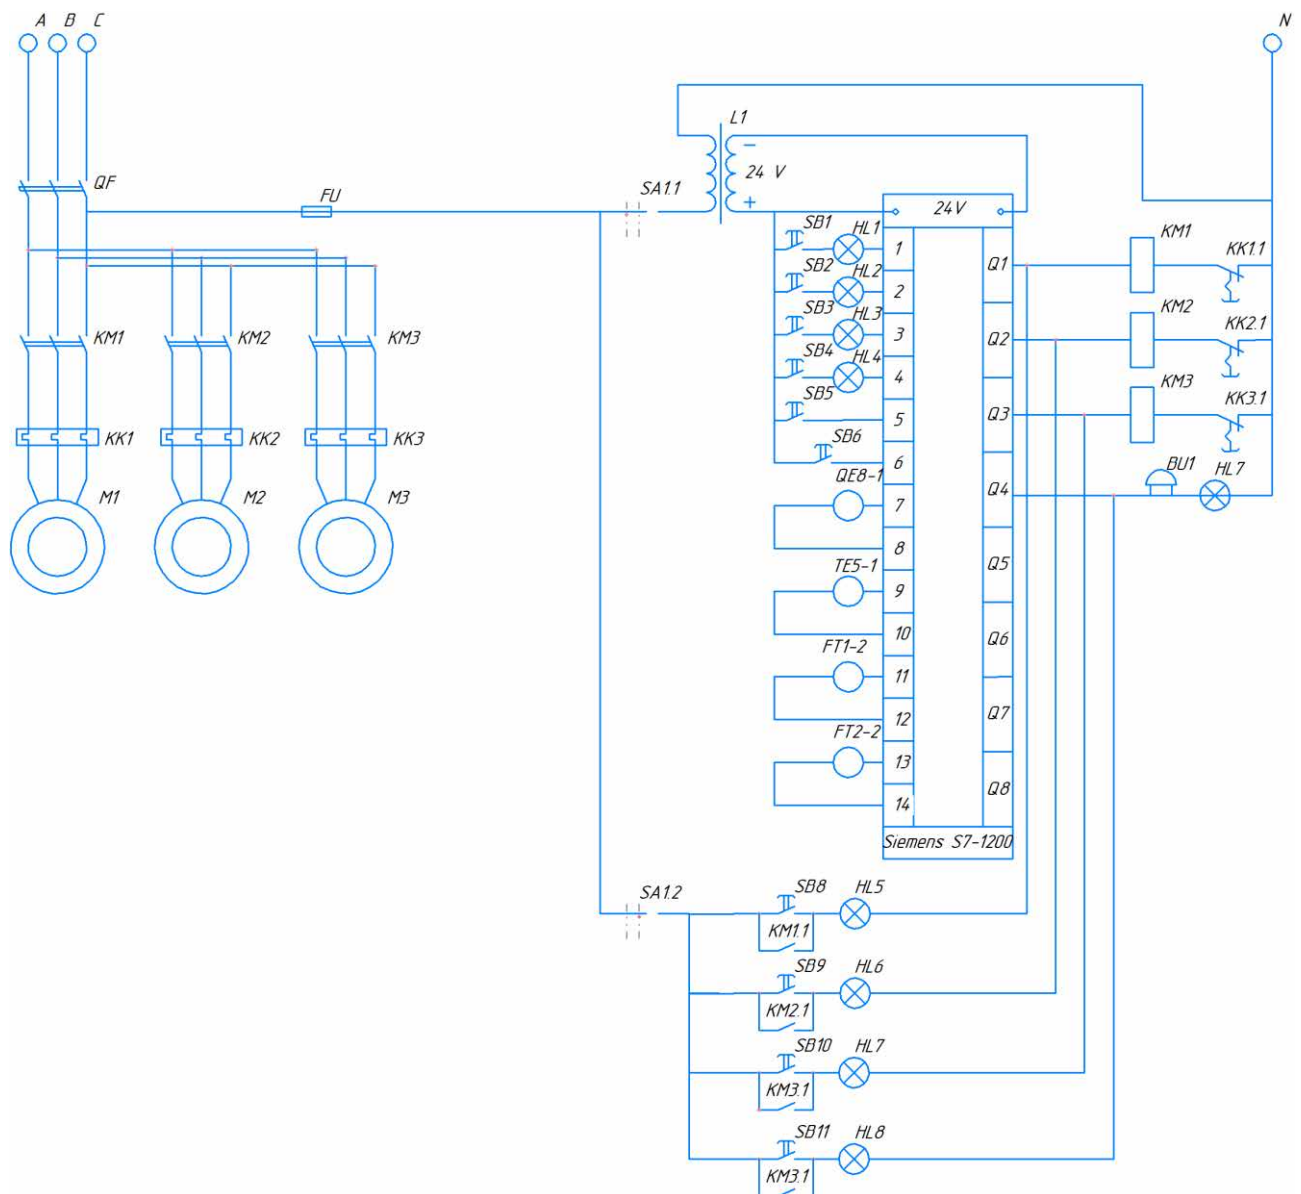 A B C N
L1
QF
FU
SA1.1
24 V
− +
24V
SB1 HL1 1
SB2 HL2 2
SB3 HL3 3
SB4 HL4 4
SB5 5
SB6 6
QE8-1 7
8
TE5-1 9
10
FT1-2 11
12
FT2-2 13
14
Q1
Q2
Q3
Q4
Q5
Q6
Q7
Q8
Siemens S7-1200
KM1 KK1.1
KM2 KK2.1
KM3 KK3.1
BU1 HL7
KM1 KM2 KM3
KK1 KK2 KK3
M1 M2 M3
SA1.2
SB8 HL5
KM1.1
SB9 HL6
KM2.1
SB10 HL7
KM3.1
SB11 HL8
KM3.1